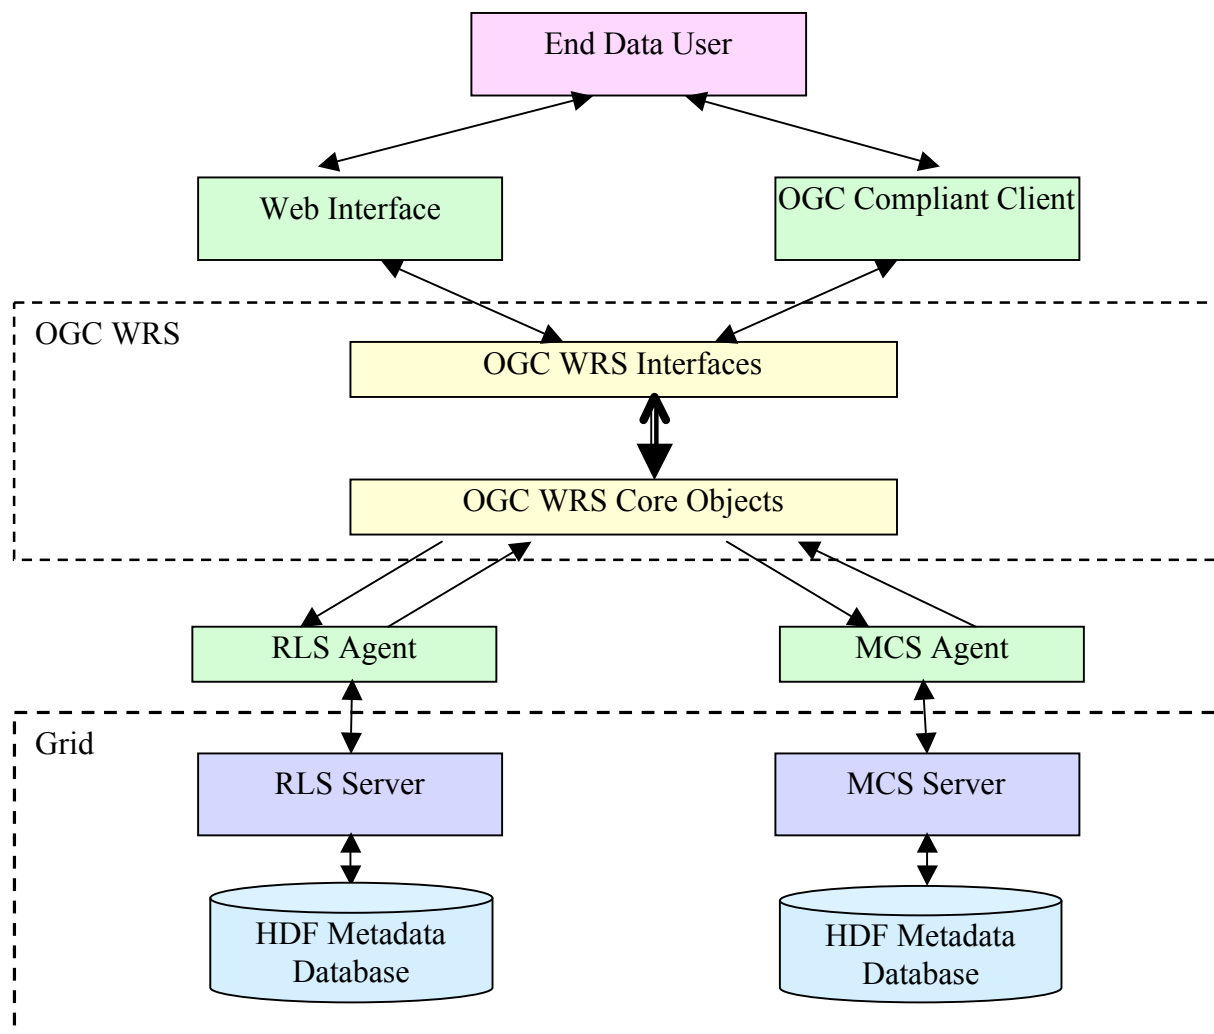 End Data User
Web Interface
OGC Compliant Client
OGC WRS
OGC WRS Interfaces
OGC WRS Core Objects
RLS Agent
MCS Agent
Grid
RLS Server
MCS Server
HDF Metadata
Database
HDF Metadata
Database